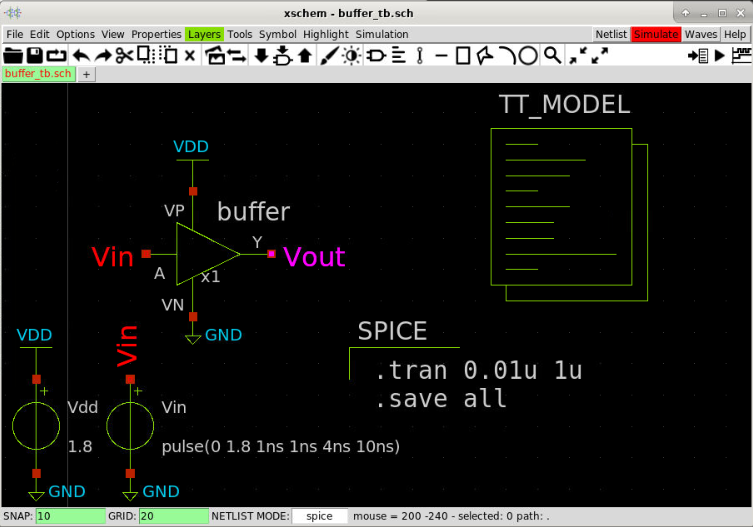 xschem - buffer_tb.sch
File Edit Options View Properties Layers Tools Symbol Highlight Simulation Netlist Simulate Waves Help
buffer_tb.sch +
TT_MODEL
VDD
VP
buffer
Vin
A
Y
Vout
x1
VN
GND
VDD
Vin
SPICE
.tran 0.01u 1u
.save all
+
Vdd
1.8
GND
+
Vin
pulse(0 1.8 1ns 1ns 4ns 10ns)
GND
SNAP: 10 GRID: 20 NETLIST MODE: spice mouse = 200 -240 - selected: 0 path: .